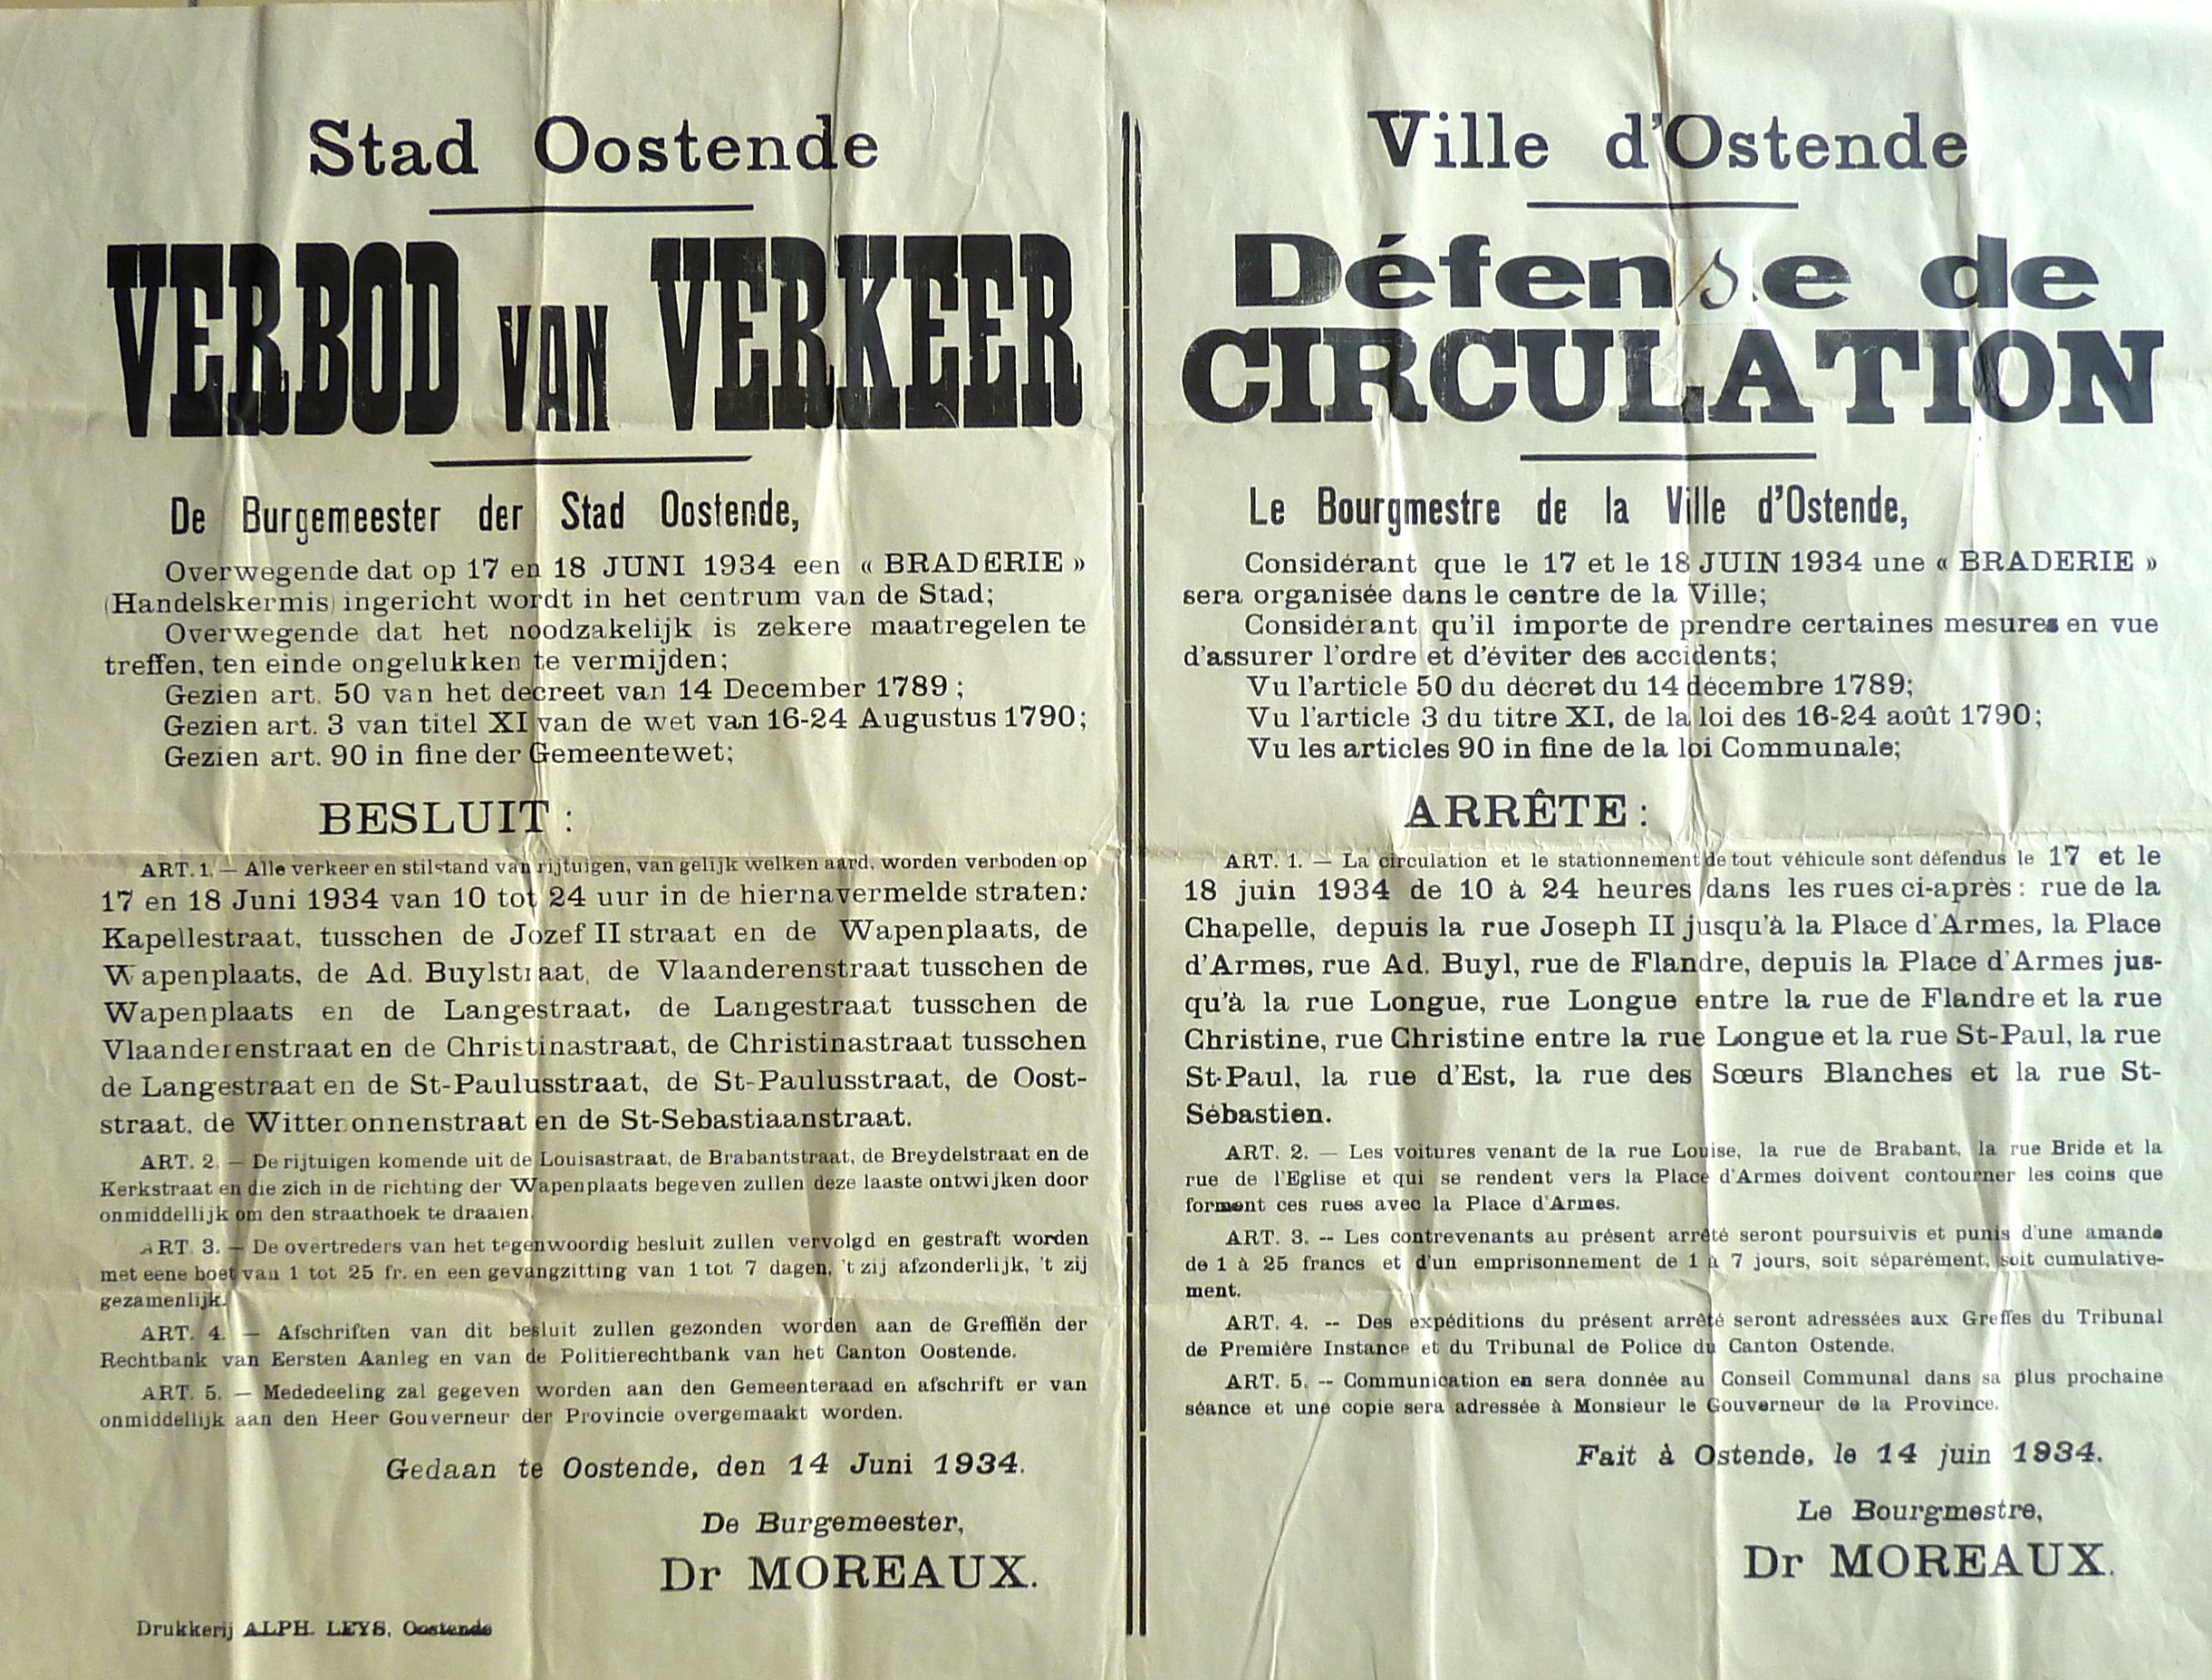 Stad Oostende
VERBOD VAN VERKEER
De Burgemeester der Stad Oostende,
Overwegende dat op 17 en 18 JUNI 1934 een « BRADERIE »
(Handelskermis) ingericht wordt in het centrum van de Stad;
Overwegende dat het noodzakelijk is zekere maatregelen te
treffen, ten einde ongelukken te vermijden;
Gezien art. 50 van het decreet van 14 December 1789;
Gezien art. 3 van titel XI van de wet van 16-24 Augustus 1790;
Gezien art. 90 in fine der Gemeentewet;
BESLUIT:
ART. 1. — Alle verkeer en stilstand van rijtuigen, van gelijk welken aard, worden verboden op
17 en 18 Juni 1934 van 10 tot 24 uur in de hiernavermelde straten:
Kapellestraat, tusschen de Jozef II straat en de Wapenplaats, de
Wapenplaats, de Ad. Buylstraat, de Vlaanderenstraat tusschen de
Wapenplaats en de Langestraat, de Langestraat tusschen de
Vlaanderenstraat en de Christinastraat, de Christinastraat tusschen
de Langestraat en de St-Paulusstraat, de St-Paulusstraat, de Oost-
straat, de Wittenonnenstraat en de St-Sebastiaanstraat.
ART. 2. — De rijtuigen komende uit de Louisastraat, de Brabantstraat, de Breydelstraat en de
Kerkstraat en die zich in de richting der Wapenplaats begeven zullen deze laaste ontwijken door
onmiddellijk om den straathoek te draaien.
ART. 3. — De overtreders van het tegenwoordig besluit zullen vervolgd en gestraft worden
met eene boet van 1 tot 25 fr. en een gevangzitting van 1 tot 7 dagen, 't zij afzonderlijk, 't zij
gezamenlijk.
ART. 4. — Afschriften van dit besluit zullen gezonden worden aan de Greffiën der
Rechtbank van Eersten Aanleg en van de Politierechtbank van het Canton Oostende.
ART. 5. — Mededeeling zal gegeven worden aan den Gemeenteraad en afschrift er van
onmiddellijk aan den Heer Gouverneur der Provincie overgemaakt worden.
Gedaan te Oostende, den 14 Juni 1934.
De Burgemeester,
Dr MOREAUX.
Drukkerij ALPH. LEYS, Oostende
Ville d'Ostende
Défense de
CIRCULATION
Le Bourgmestre de la Ville d'Ostende,
Considérant que le 17 et le 18 JUIN 1934 une « BRADERIE »
sera organisée dans le centre de la Ville;
Considérant qu'il importe de prendre certaines mesures en vue
d'assurer l'ordre et d'éviter des accidents;
Vu l'article 50 du décret du 14 décembre 1789;
Vu l'article 3 du titre XI, de la loi des 16-24 août 1790;
Vu les articles 90 in fine de la loi Communale;
ARRÊTE:
ART. 1. — La circulation et le stationnement de tout véhicule sont défendus le 17 et le
18 juin 1934 de 10 à 24 heures dans les rues ci-après: rue de la
Chapelle, depuis la rue Joseph II jusqu'à la Place d'Armes, la Place
d'Armes, rue Ad. Buyl, rue de Flandre, depuis la Place d'Armes jus-
qu'à la rue Longue, rue Longue entre la rue de Flandre et la rue
Christine, rue Christine entre la rue Longue et la rue St-Paul, la rue
St-Paul, la rue d'Est, la rue des Sœurs Blanches et la rue St-
Sébastien.
ART. 2. — Les voitures venant de la rue Louise, la rue de Brabant, la rue Bride et la
rue de l'Eglise et qui se rendent vers la Place d'Armes doivent contourner les coins que
forment ces rues avec la Place d'Armes.
ART. 3. -- Les contrevenants au présent arrêté seront poursuivis et punis d'une amande
de 1 à 25 francs et d'un emprisonnement de 1 à 7 jours, soit séparément, soit cumulative-
ment.
ART. 4. -- Des expéditions du présent arrêté seront adressées aux Greffes du Tribunal
de Première Instance et du Tribunal de Police du Canton Ostende.
ART. 5. -- Communication en sera donnée au Conseil Communal dans sa plus prochaine
séance et une copie sera adressée à Monsieur le Gouverneur de la Province.
Fait à Ostende, le 14 juin 1934.
Le Bourgmestre,
Dr MOREAUX.